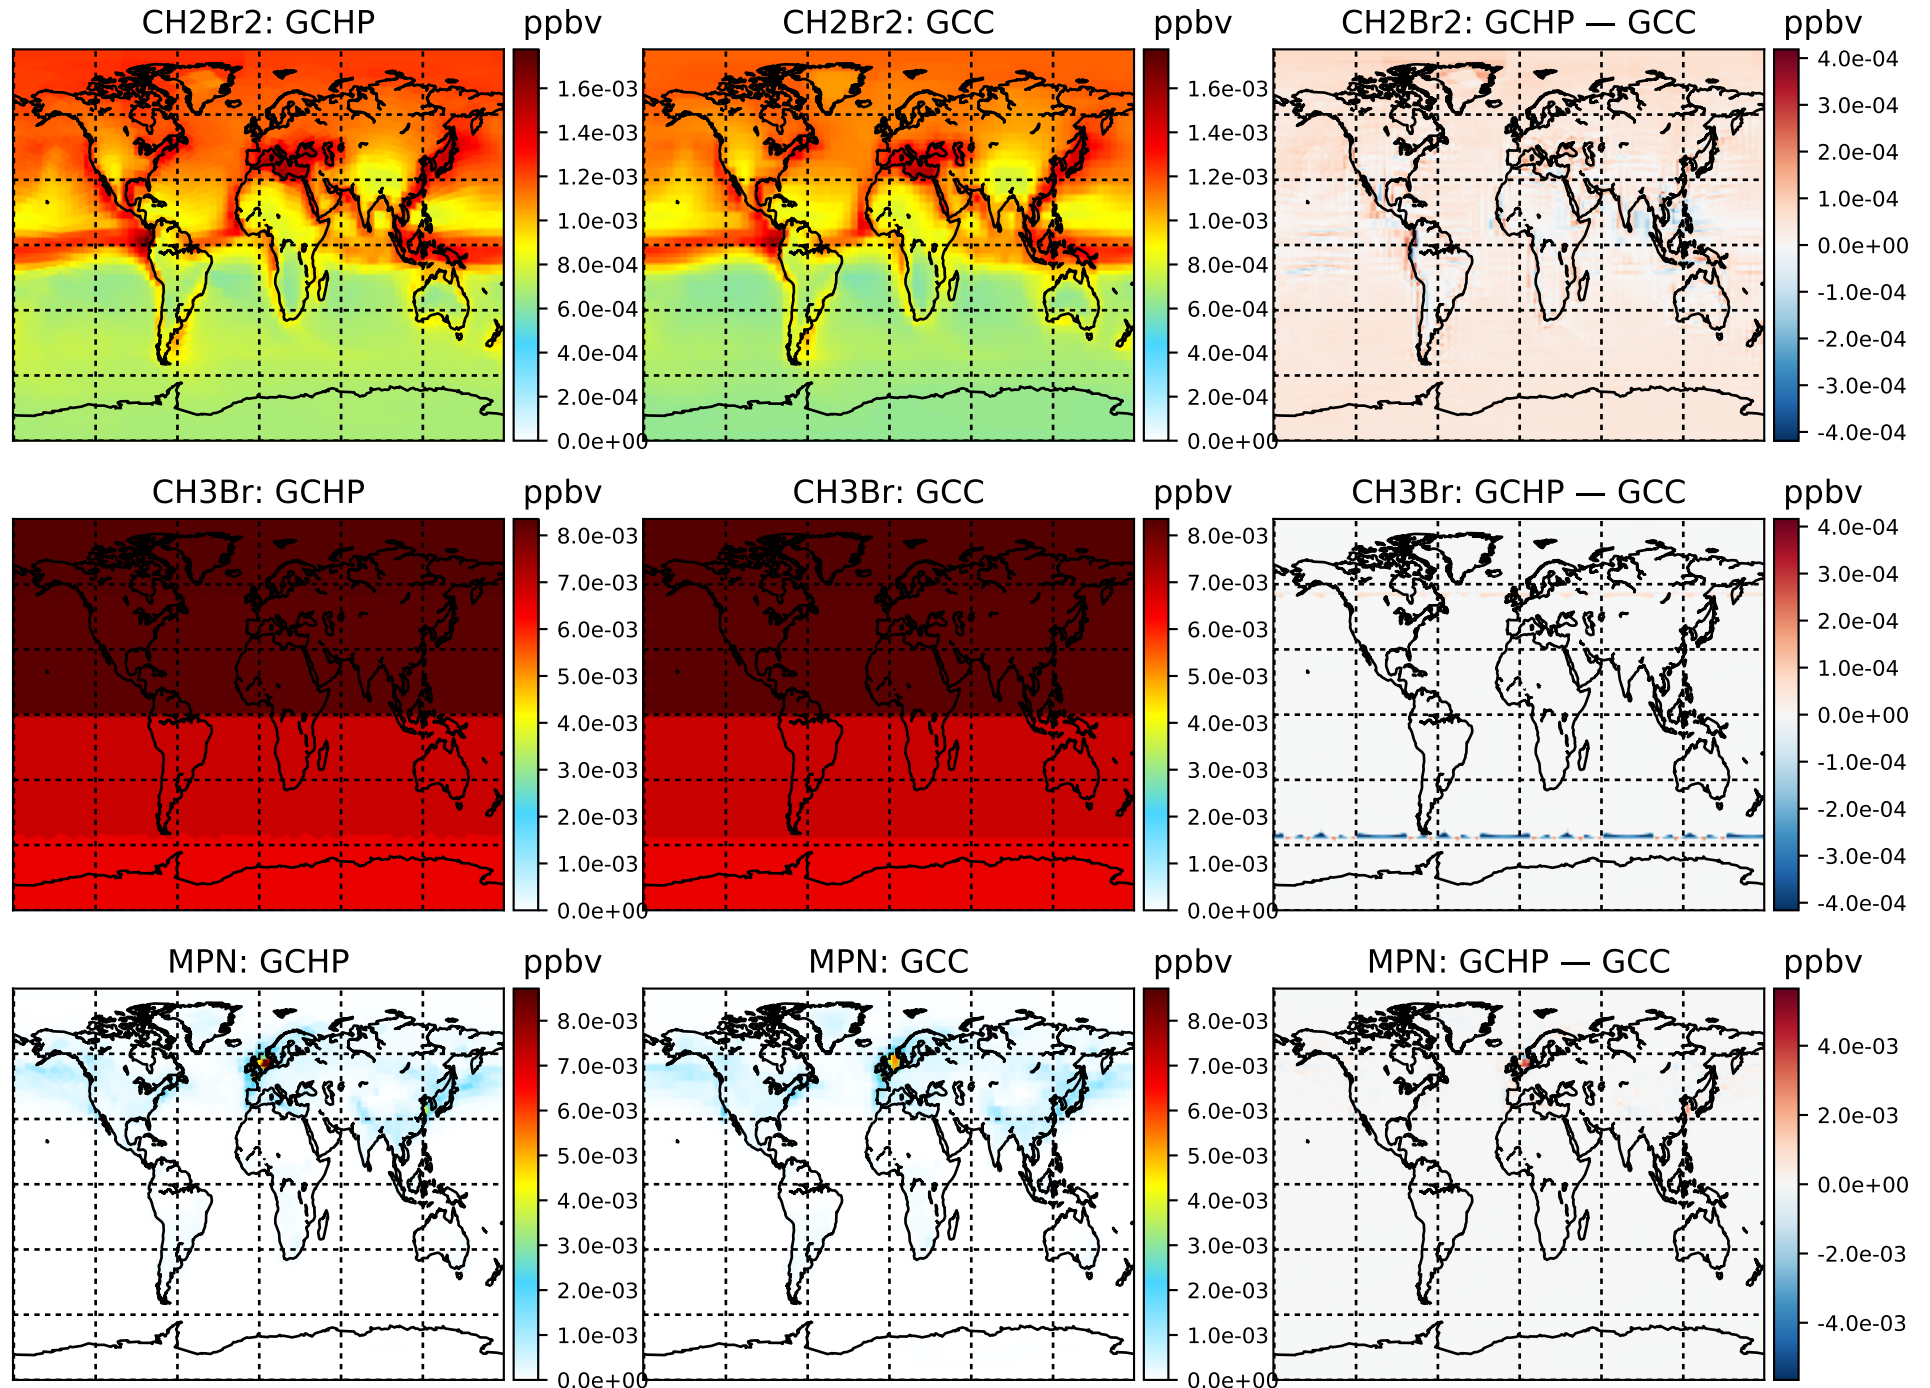 CH2Br2: GCHP ppbv
1.6e-03
1.4e-03
1.2e-03
1.0e-03
8.0e-04
6.0e-04
4.0e-04
2.0e-04
0.0e+00
CH2Br2: GCC ppbv
1.6e-03
1.4e-03
1.2e-03
1.0e-03
8.0e-04
6.0e-04
4.0e-04
2.0e-04
0.0e+00
CH2Br2: GCHP — GCC ppbv
4.0e-04
3.0e-04
2.0e-04
1.0e-04
0.0e+00
-1.0e-04
-2.0e-04
-3.0e-04
-4.0e-04
CH3Br: GCHP ppbv
8.0e-03
7.0e-03
6.0e-03
5.0e-03
4.0e-03
3.0e-03
2.0e-03
1.0e-03
0.0e+00
CH3Br: GCC ppbv
8.0e-03
7.0e-03
6.0e-03
5.0e-03
4.0e-03
3.0e-03
2.0e-03
1.0e-03
0.0e+00
CH3Br: GCHP — GCC ppbv
4.0e-04
3.0e-04
2.0e-04
1.0e-04
0.0e+00
-1.0e-04
-2.0e-04
-3.0e-04
-4.0e-04
MPN: GCHP ppbv
8.0e-03
7.0e-03
6.0e-03
5.0e-03
4.0e-03
3.0e-03
2.0e-03
1.0e-03
0.0e+00
MPN: GCC ppbv
8.0e-03
7.0e-03
6.0e-03
5.0e-03
4.0e-03
3.0e-03
2.0e-03
1.0e-03
0.0e+00
MPN: GCHP — GCC ppbv
4.0e-03
2.0e-03
0.0e+00
-2.0e-03
-4.0e-03